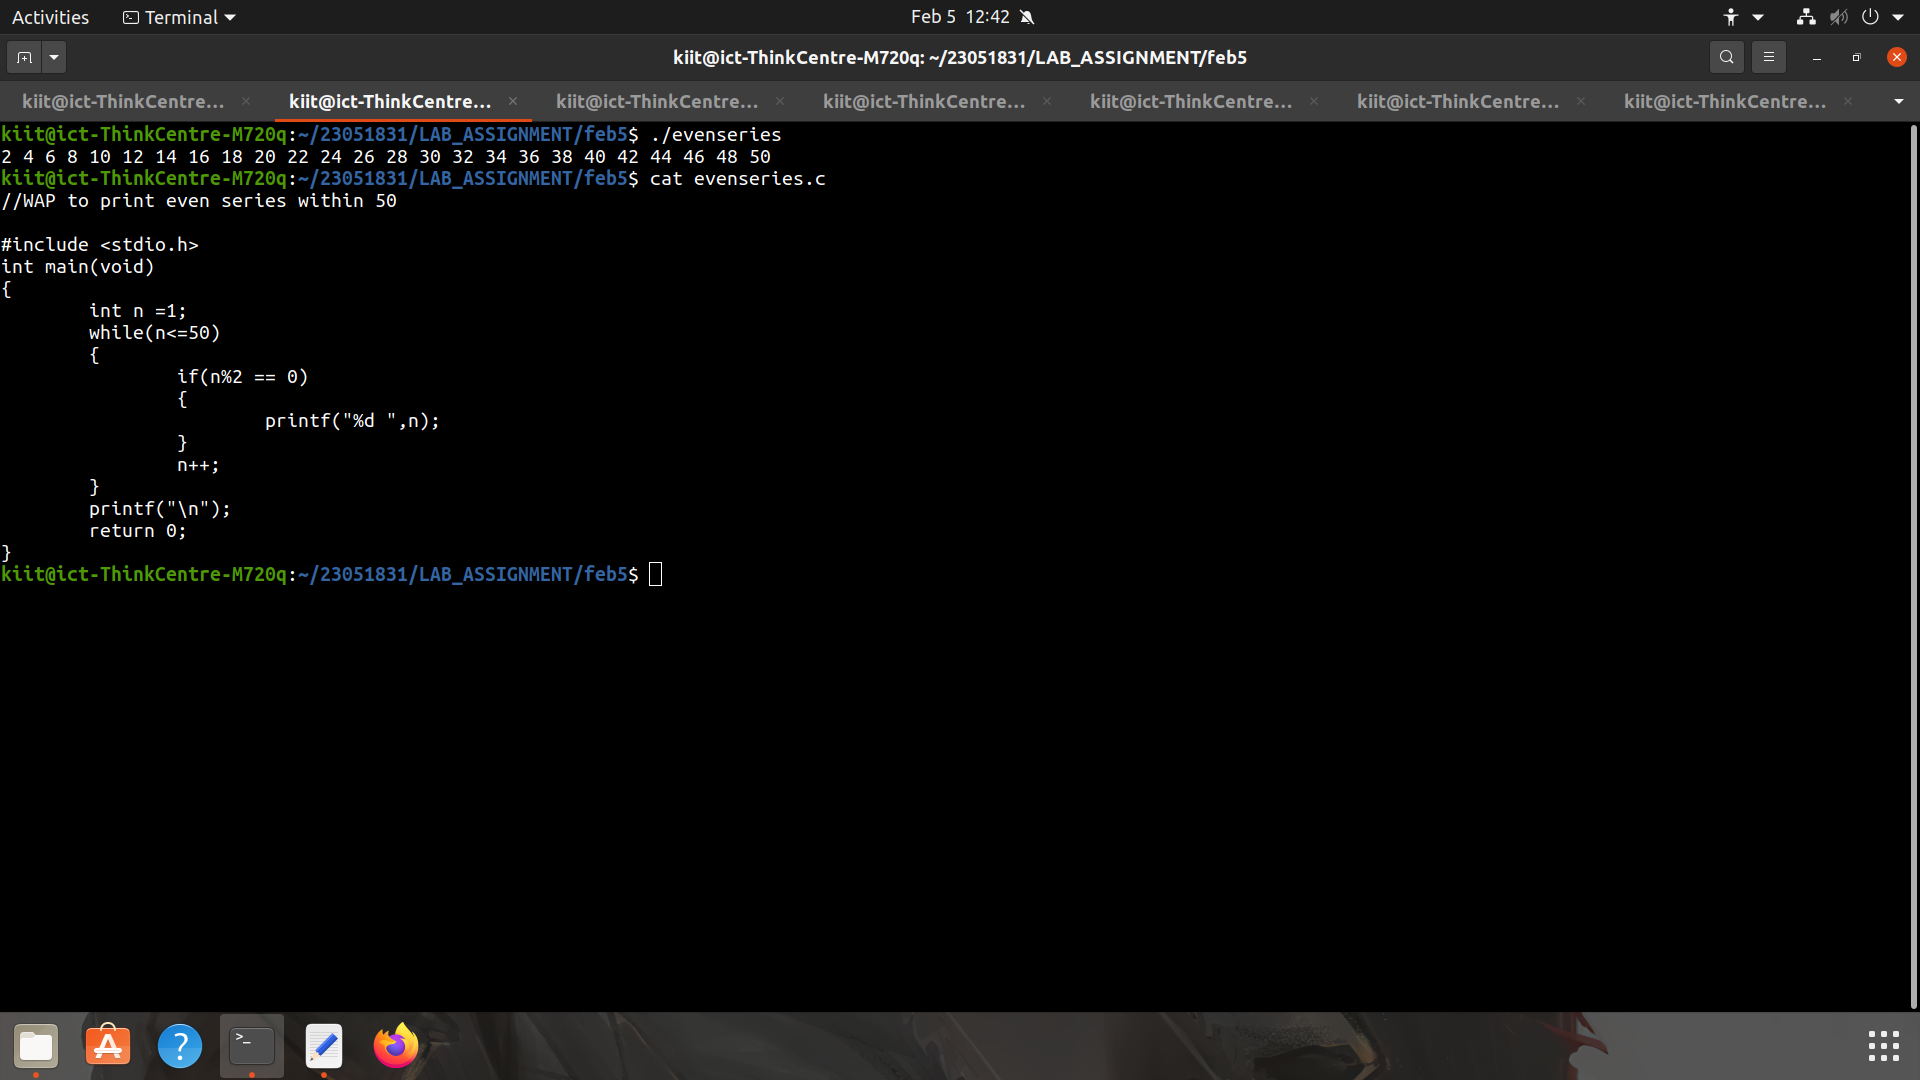 Activities Terminal Feb 5 12:42
kiit@ict-ThinkCentre-M720q: ~/23051831/LAB_ASSIGNMENT/feb5
kiit@ict-ThinkCentre... kiit@ict-ThinkCentre... kiit@ict-ThinkCentre... kiit@ict-ThinkCentre... kiit@ict-ThinkCentre... kiit@ict-ThinkCentre... kiit@ict-ThinkCentre...
kiit@ict-ThinkCentre-M720q:~/23051831/LAB_ASSIGNMENT/feb5$ ./evenseries
2 4 6 8 10 12 14 16 18 20 22 24 26 28 30 32 34 36 38 40 42 44 46 48 50
kiit@ict-ThinkCentre-M720q:~/23051831/LAB_ASSIGNMENT/feb5$ cat evenseries.c
//WAP to print even series within 50
#include <stdio.h>
int main(void)
{
        int n =1;
        while(n<=50)
        {
                if(n%2 == 0)
                {
                        printf("%d ",n);
                }
                n++;
        }
        printf("\n");
        return 0;
}
kiit@ict-ThinkCentre-M720q:~/23051831/LAB_ASSIGNMENT/feb5$